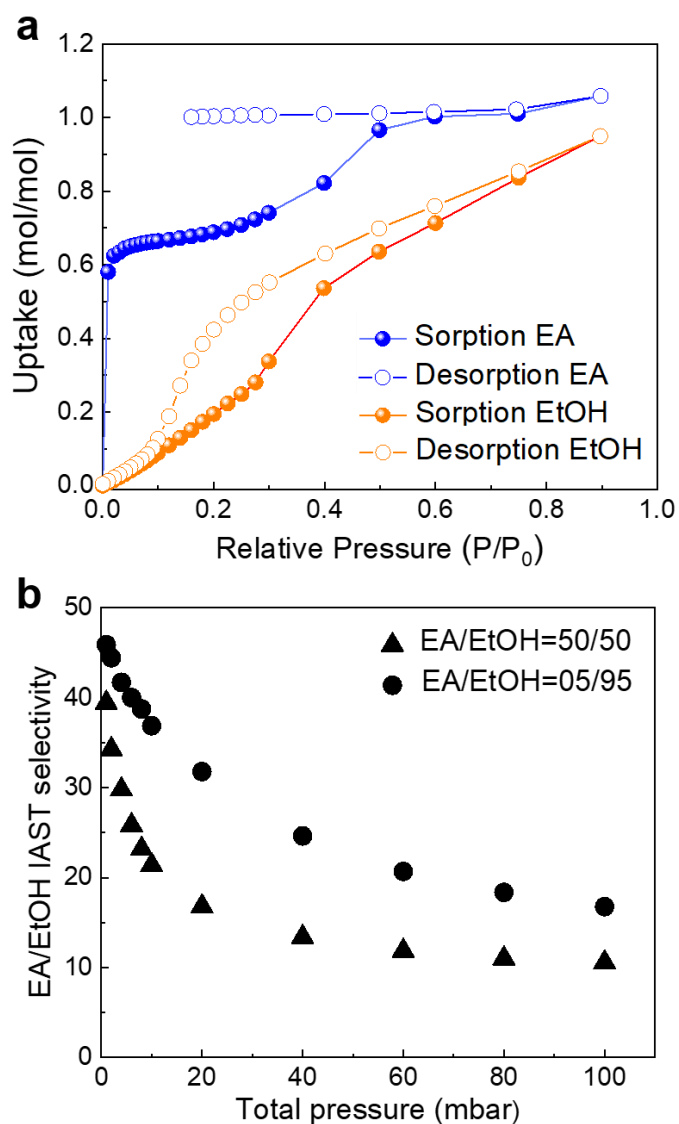 a
1.2
1.0
0.8
0.6
0.4
0.2
0.0
Uptake (mol/mol)
Sorption EA
Desorption EA
Sorption EtOH
Desorption EtOH
0.0 0.2 0.4 0.6 0.8 1.0
Relative Pressure (P/P₀)
b
50
40
30
20
10
0
EA/EtOH IAST selectivity
EA/EtOH=50/50
EA/EtOH=05/95
0 20 40 60 80 100
Total pressure (mbar)